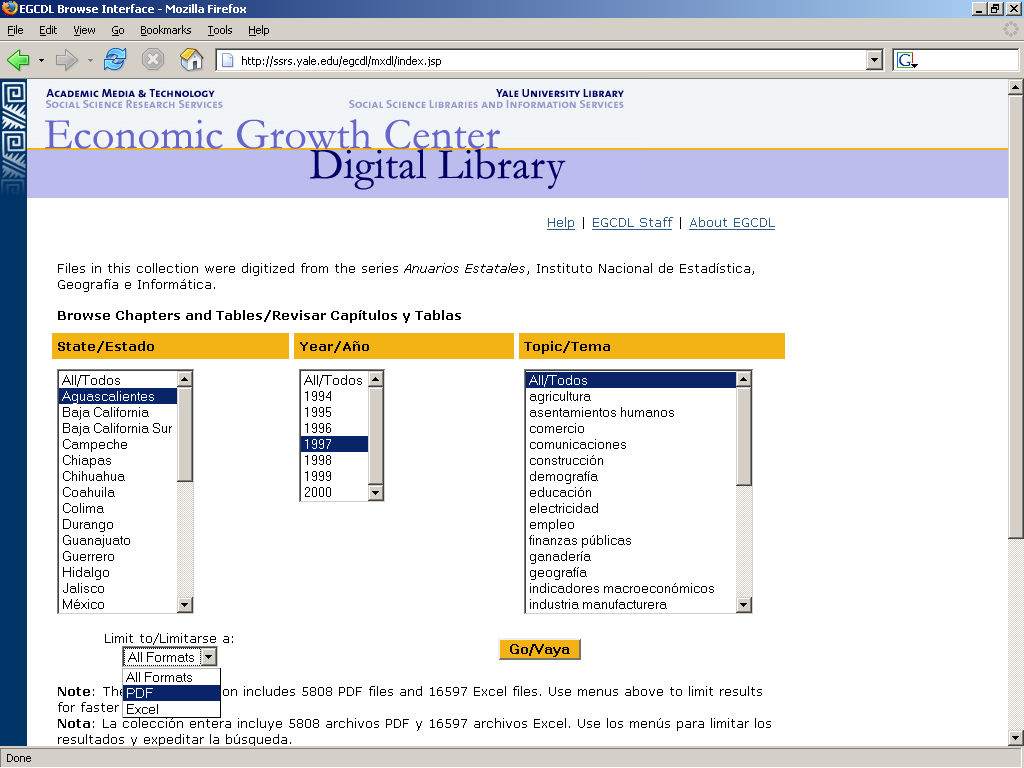 EGCDL Browse Interface - Mozilla Firefox
File Edit View Go Bookmarks Tools Help
http://ssrs.yale.edu/egcdl/mxdl/index.jsp
G
ACADEMIC MEDIA & TECHNOLOGY
SOCIAL SCIENCE RESEARCH SERVICES
YALE UNIVERSITY LIBRARY
SOCIAL SCIENCE LIBRARIES AND INFORMATION SERVICES
Economic Growth Center
Digital Library
Help | EGCDL Staff | About EGCDL
Files in this collection were digitized from the series Anuarios Estatales, Instituto Nacional de Estadística,
Geografía e Informática.
Browse Chapters and Tables/Revisar Capítulos y Tablas
State/Estado
All/Todos
Aguascalientes
Baja California
Baja California Sur
Campeche
Chiapas
Chihuahua
Coahuila
Colima
Durango
Guanajuato
Guerrero
Hidalgo
Jalisco
México
Year/Año
All/Todos
1994
1995
1996
1997
1998
1999
2000
Topic/Tema
All/Todos
agricultura
asentamientos humanos
comercio
comunicaciones
construcción
demografía
educación
electricidad
empleo
finanzas públicas
ganadería
geografía
indicadores macroeconómicos
industria manufacturera
Limit to/Limitarse a:
All Formats
All Formats
PDF
Excel
Go/Vaya
Note: on includes 5808 PDF files and 16597 Excel files. Use menus above to limit results
for faster
Nota: La colección entera incluye 5808 archivos PDF y 16597 archivos Excel. Use los menús para limitar los
resultados y expeditar la búsqueda.
Done